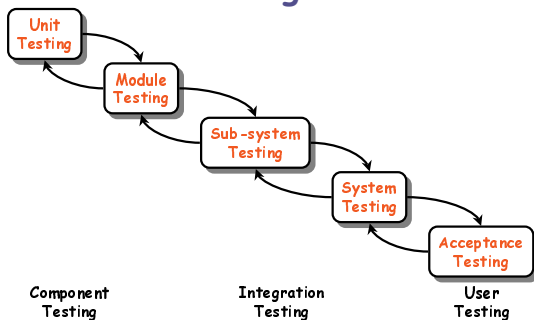 Unit
Testing
Module
Testing
Sub-system
Testing
System
Testing
Acceptance
Testing
Component
Testing
Integration
Testing
User
Testing